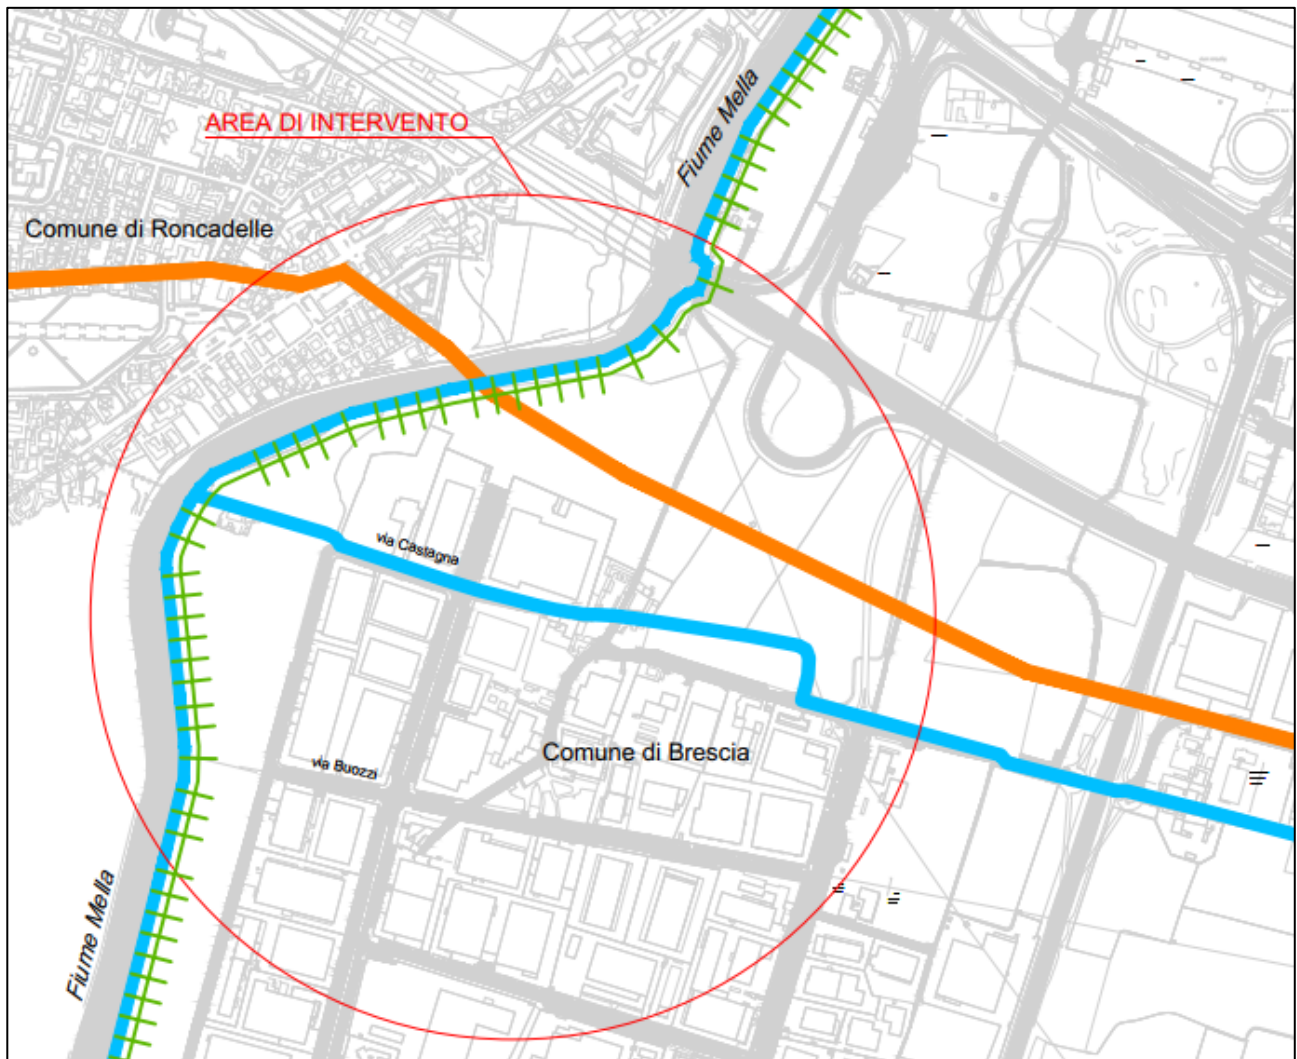 Fiume Mella
AREA DI INTERVENTO
Comune di Roncadelle
via Castagna
Comune di Brescia
via Buozzi
Fiume Mella